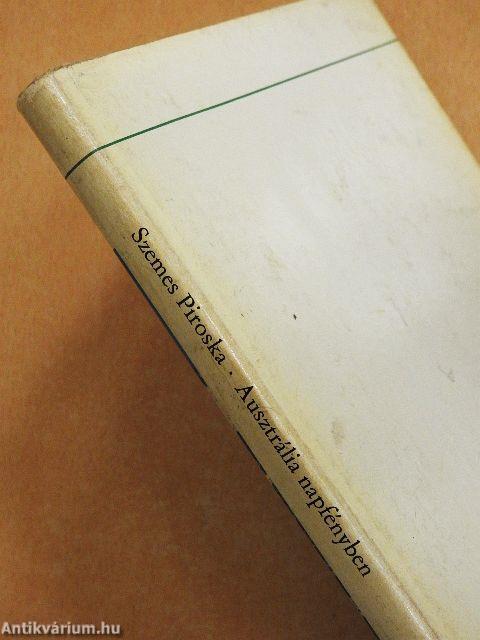 Szemes Piroska · Ausztrália napfényben
Antikvárium.hu